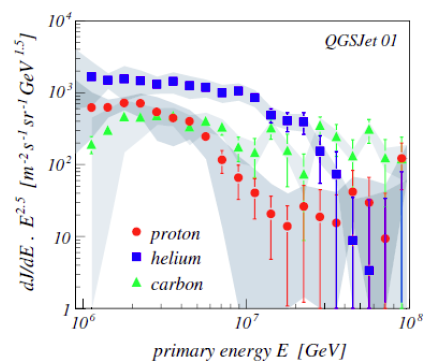 QGSJet 01
dJ/dE · E^2.5 [m^-2 s^-1 sr^-1 GeV^1.5]
10^4
10^3
10^2
10
1
proton
helium
carbon
10^6 10^7 10^8
primary energy E [GeV]